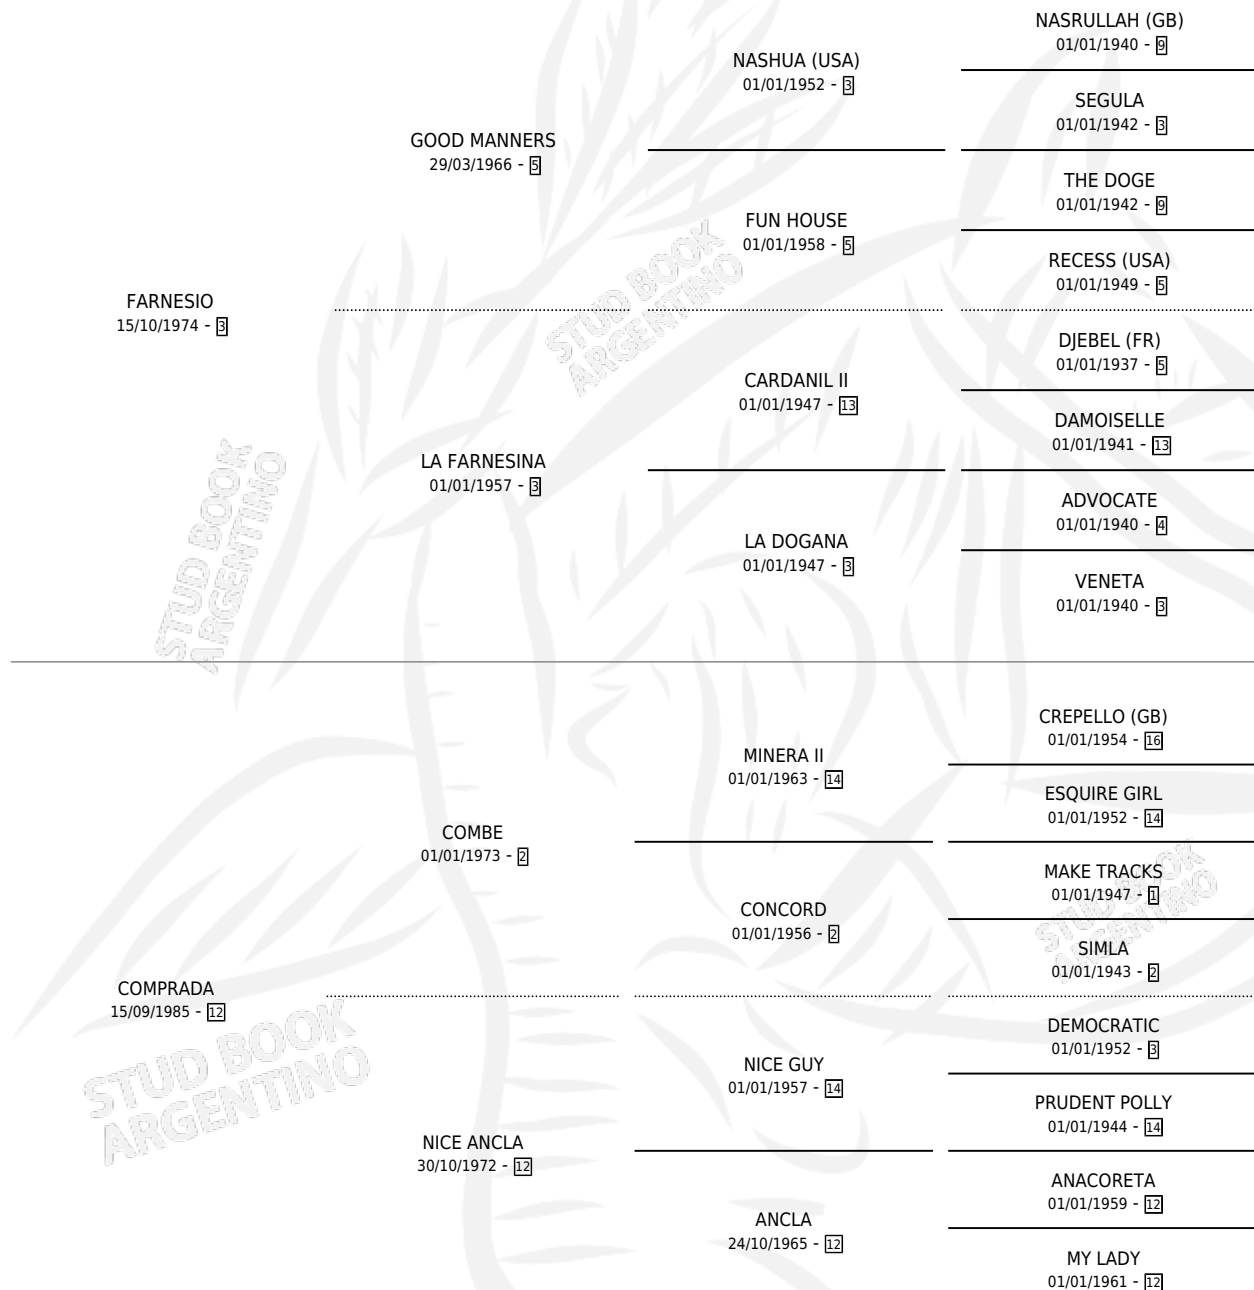 NASRULLAH (GB)
01/01/1940 - 9
NASHUA (USA)
01/01/1952 - 3
SEGULA
01/01/1942 - 3
GOOD MANNERS
29/03/1966 - 5
THE DOGE
01/01/1942 - 9
FUN HOUSE
01/01/1958 - 5
RECESS (USA)
01/01/1949 - 5
FARNESIO
15/10/1974 - 3
DJEBEL (FR)
01/01/1937 - 5
CARDANIL II
01/01/1947 - 13
DAMOISELLE
01/01/1941 - 13
LA FARNESINA
01/01/1957 - 3
ADVOCATE
01/01/1940 - 4
LA DOGANA
01/01/1947 - 3
VENETA
01/01/1940 - 3
CREPELLO (GB)
01/01/1954 - 16
MINERA II
01/01/1963 - 14
ESQUIRE GIRL
01/01/1952 - 14
COMBE
01/01/1973 - 2
MAKE TRACKS
01/01/1947 - 1
CONCORD
01/01/1956 - 2
SIMLA
01/01/1943 - 2
COMPRADA
15/09/1985 - 12
DEMOCRATIC
01/01/1952 - 3
NICE GUY
01/01/1957 - 14
PRUDENT POLLY
01/01/1944 - 14
NICE ANCLA
30/10/1972 - 12
ANACORETA
01/01/1959 - 12
ANCLA
24/10/1965 - 12
MY LADY
01/01/1961 - 12
STUD BOOK
ARGENTINO
STUD BOOK
ARGENTINO
STUD BOOK
ARGENTINO
STUD BOOK
ARGENTINO